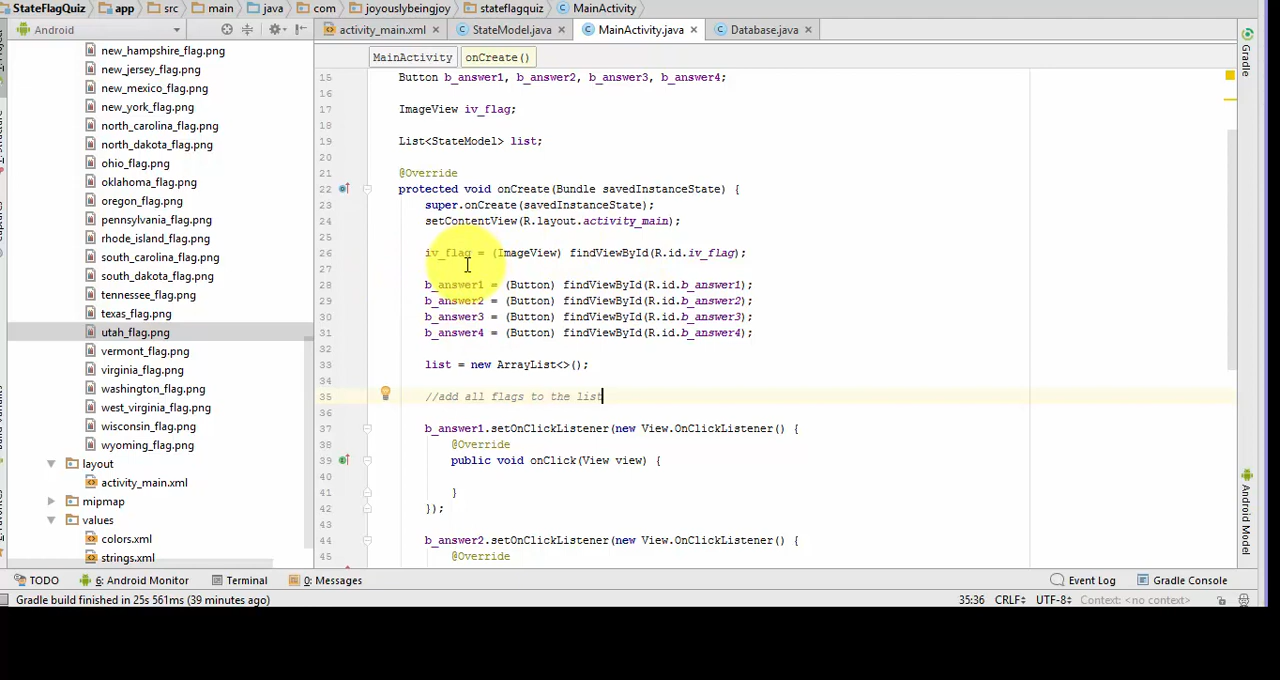 StateFlagQuiz app src main java com joyouslybeingjoy stateflagquiz MainActivity
Android activity_main.xml StateModel.java MainActivity.java Database.java
MainActivity onCreate()
new_hampshire_flag.png
new_jersey_flag.png
new_mexico_flag.png
new_york_flag.png
north_carolina_flag.png
north_dakota_flag.png
ohio_flag.png
oklahoma_flag.png
oregon_flag.png
pennsylvania_flag.png
rhode_island_flag.png
south_carolina_flag.png
south_dakota_flag.png
tennessee_flag.png
texas_flag.png
utah_flag.png
vermont_flag.png
virginia_flag.png
washington_flag.png
west_virginia_flag.png
wisconsin_flag.png
wyoming_flag.png
layout
activity_main.xml
mipmap
values
colors.xml
strings.xml
15 Button b_answer1, b_answer2, b_answer3, b_answer4;
16
17 ImageView iv_flag;
18
19 List<StateModel> list;
20
21 @Override
22 protected void onCreate(Bundle savedInstanceState) {
23 super.onCreate(savedInstanceState);
24 setContentView(R.layout.activity_main);
25
26 iv_flag = (ImageView) findViewById(R.id.iv_flag);
27
28 b_answer1 = (Button) findViewById(R.id.b_answer1);
29 b_answer2 = (Button) findViewById(R.id.b_answer2);
30 b_answer3 = (Button) findViewById(R.id.b_answer3);
31 b_answer4 = (Button) findViewById(R.id.b_answer4);
32
33 list = new ArrayList<>();
34
35 //add all flags to the list
36
37 b_answer1.setOnClickListener(new View.OnClickListener() {
38 @Override
39 public void onClick(View view) {
40
41 }
42 });
43
44 b_answer2.setOnClickListener(new View.OnClickListener() {
45 @Override
Gradle
Android Model
TODO 6: Android Monitor Terminal 0: Messages Event Log Gradle Console
Gradle build finished in 25s 561ms (39 minutes ago) 35:36 CRLF UTF-8 Context: <no context>